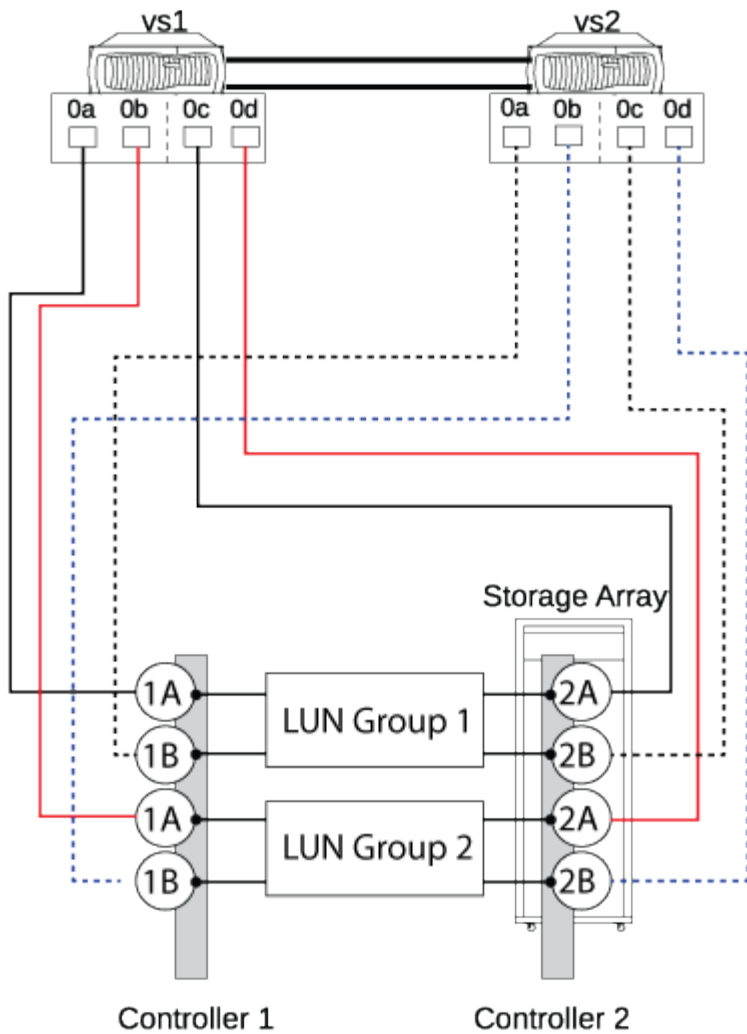 vs1 vs2
0a 0b 0c 0d 0a 0b 0c 0d
Storage Array
1A LUN Group 1 2A
1B 2B
1A LUN Group 2 2A
1B 2B
Controller 1 Controller 2